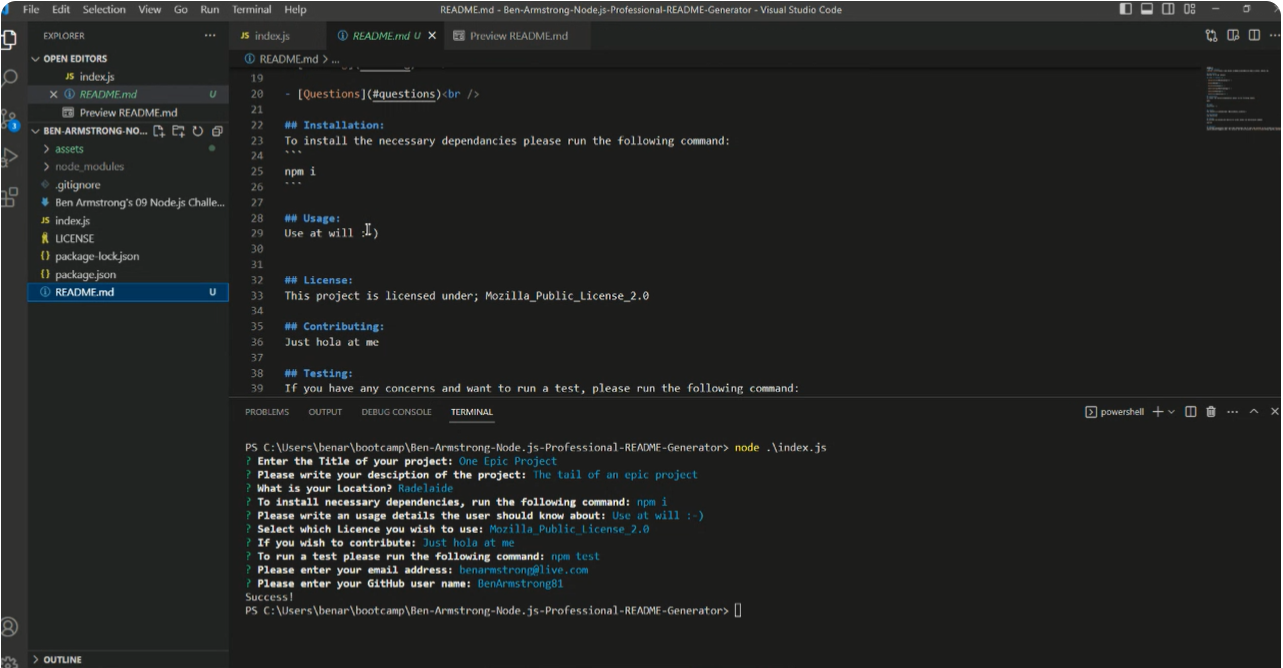 File Edit Selection View Go Run Terminal Help
README.md - Ben-Armstrong-Node.js-Professional-README-Generator - Visual Studio Code
EXPLORER
OPEN EDITORS
JS index.js
README.md U
Preview README.md
BEN-ARMSTRONG-NO...
assets
node_modules
.gitignore
Ben Armstrong's 09 Node.js Challe...
JS index.js
LICENSE
{} package-lock.json
{} package.json
README.md U
OUTLINE
3
JS index.js
README.md U
Preview README.md
README.md > ...
19
20 - [Questions](#questions)<br />
21
22 ## Installation:
23 To install the necessary dependancies please run the following command:
24 ```
25 npm i
26 ```
27
28 ## Usage:
29 Use at will :-)
30
31
32 ## License:
33 This project is licensed under; Mozilla_Public_License_2.0
34
35 ## Contributing:
36 Just hola at me
37
38 ## Testing:
39 If you have any concerns and want to run a test, please run the following command:
PROBLEMS OUTPUT DEBUG CONSOLE TERMINAL
powershell
PS C:\Users\benar\bootcamp\Ben-Armstrong-Node.js-Professional-README-Generator> node .\index.js
? Enter the Title of your project: One Epic Project
? Please write your desciption of the project: The tail of an epic project
? What is your Location? Radelaide
? To install necessary dependencies, run the following command: npm i
? Please write an usage details the user should know about: Use at will :-)
? Select which Licence you wish to use: Mozilla_Public_License_2.0
? If you wish to contribute: Just hola at me
? To run a test please run the following command: npm test
? Please enter your email address: benarmstrong@live.com
? Please enter your GitHub user name: BenArmstrong81
Success!
PS C:\Users\benar\bootcamp\Ben-Armstrong-Node.js-Professional-README-Generator>